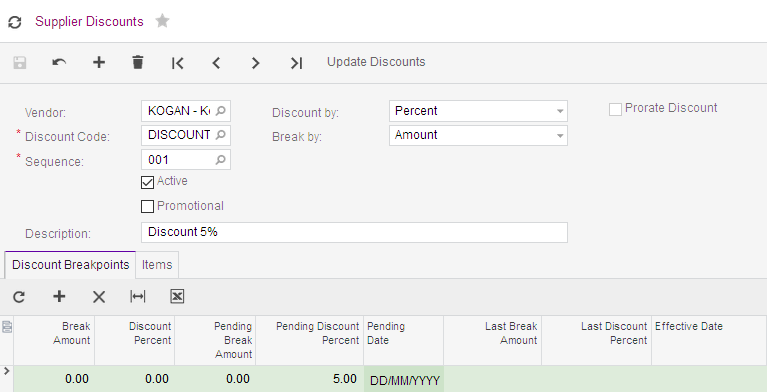 Supplier Discounts
Update Discounts
Vendor: KOGAN - Ko Discount by: Percent Prorate Discount
* Discount Code: DISCOUNT Break by: Amount
* Sequence: 001
Active
Promotional
Description: Discount 5%
Discount Breakpoints Items
Break Amount Discount Percent Pending Break Amount Pending Discount Percent Pending Date Last Break Amount Last Discount Percent Effective Date
0.00 0.00 0.00 5.00 DD/MM/YYYY